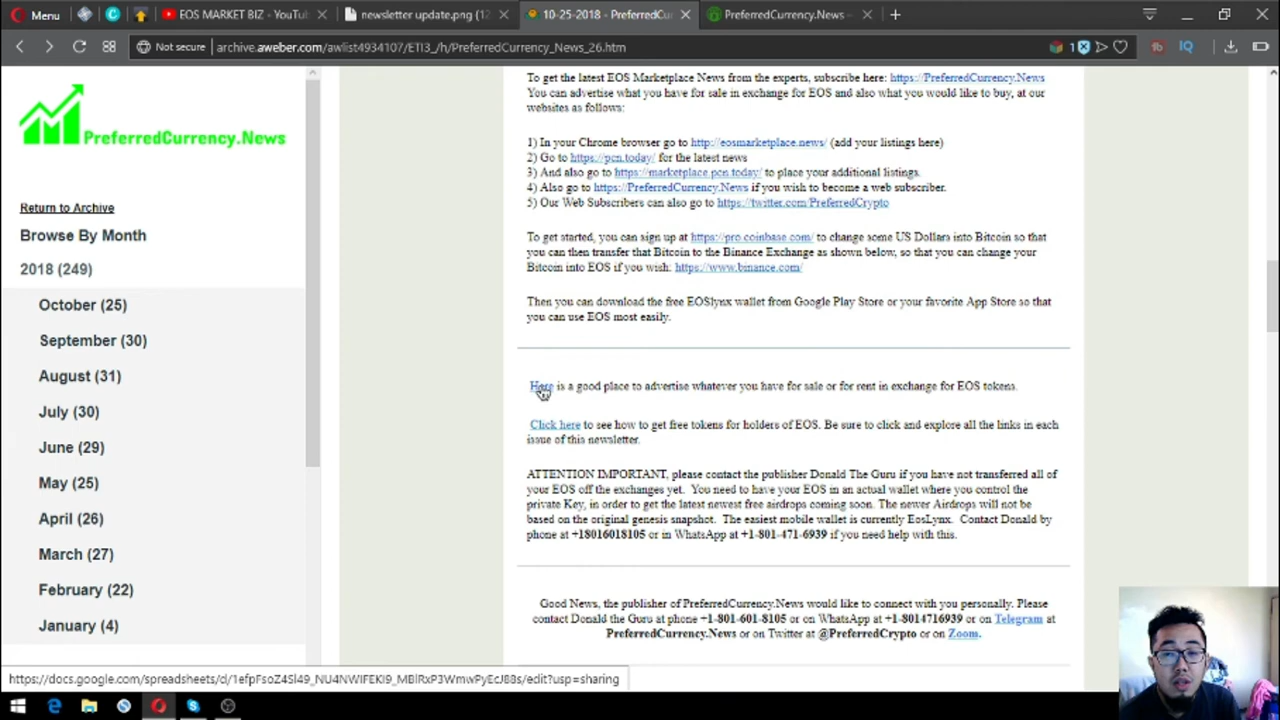 Menu
EOS MARKET BIZ - YouTu
newsletter update.png (12
10-25-2018 - PreferredCur
PreferredCurrency.News –
Not secure
archive.aweber.com/awlist4934107/ETI3_/h/PreferredCurrency_News_26.htm
1
PreferredCurrency.News
Return to Archive
Browse By Month
2018 (249)
October (25)
September (30)
August (31)
July (30)
June (29)
May (25)
April (26)
March (27)
February (22)
January (4)
To get the latest EOS Marketplace News from the experts, subscribe here: https://PreferredCurrency.News
You can advertise what you have for sale in exchange for EOS and also what you would like to buy, at our
websites as follows:
1) In your Chrome browser go to http://eosmarketplace.news/ (add your listings here)
2) Go to https://pcn.today/ for the latest news
3) And also go to https://marketplace.pcn.today/ to place your additional listings.
4) Also go to https://PreferredCurrency.News if you wish to become a web subscriber.
5) Our Web Subscribers can also go to https://twitter.com/PreferredCrypto
To get started, you can sign up at https://pro.coinbase.com/ to change some US Dollars into Bitcoin so that
you can then transfer that Bitcoin to the Binance Exchange as shown below, so that you can change your
Bitcoin into EOS if you wish: https://www.binance.com/
Then you can download the free EOSlynx wallet from Google Play Store or your favorite App Store so that
you can use EOS most easily.
Here is a good place to advertise whatever you have for sale or for rent in exchange for EOS tokens.
Click here to see how to get free tokens for holders of EOS. Be sure to click and explore all the links in each
issue of this newsletter.
ATTENTION IMPORTANT, please contact the publisher Donald The Guru if you have not transferred all of
your EOS off the exchanges yet. You need to have your EOS in an actual wallet where you control the
private Key, in order to get the latest newest free airdrops coming soon. The newer Airdrops will not be
based on the original genesis snapshot. The easiest mobile wallet is currently EosLynx. Contact Donald by
phone at +18016018105 or in WhatsApp at +1-801-471-6939 if you need help with this.
Good News, the publisher of PreferredCurrency.News would like to connect with you personally. Please
contact Donald the Guru at phone +1-801-601-8105 or on WhatsApp at +1-8014716939 or on Telegram at
PreferredCurrency.News or on Twitter at @PreferredCrypto or on Zoom.
https://docs.google.com/spreadsheets/d/1efpFsoZ4Sl49_NU4NWIFEKI9_MBlRxP3WmwPyEcJ88s/edit?usp=sharing